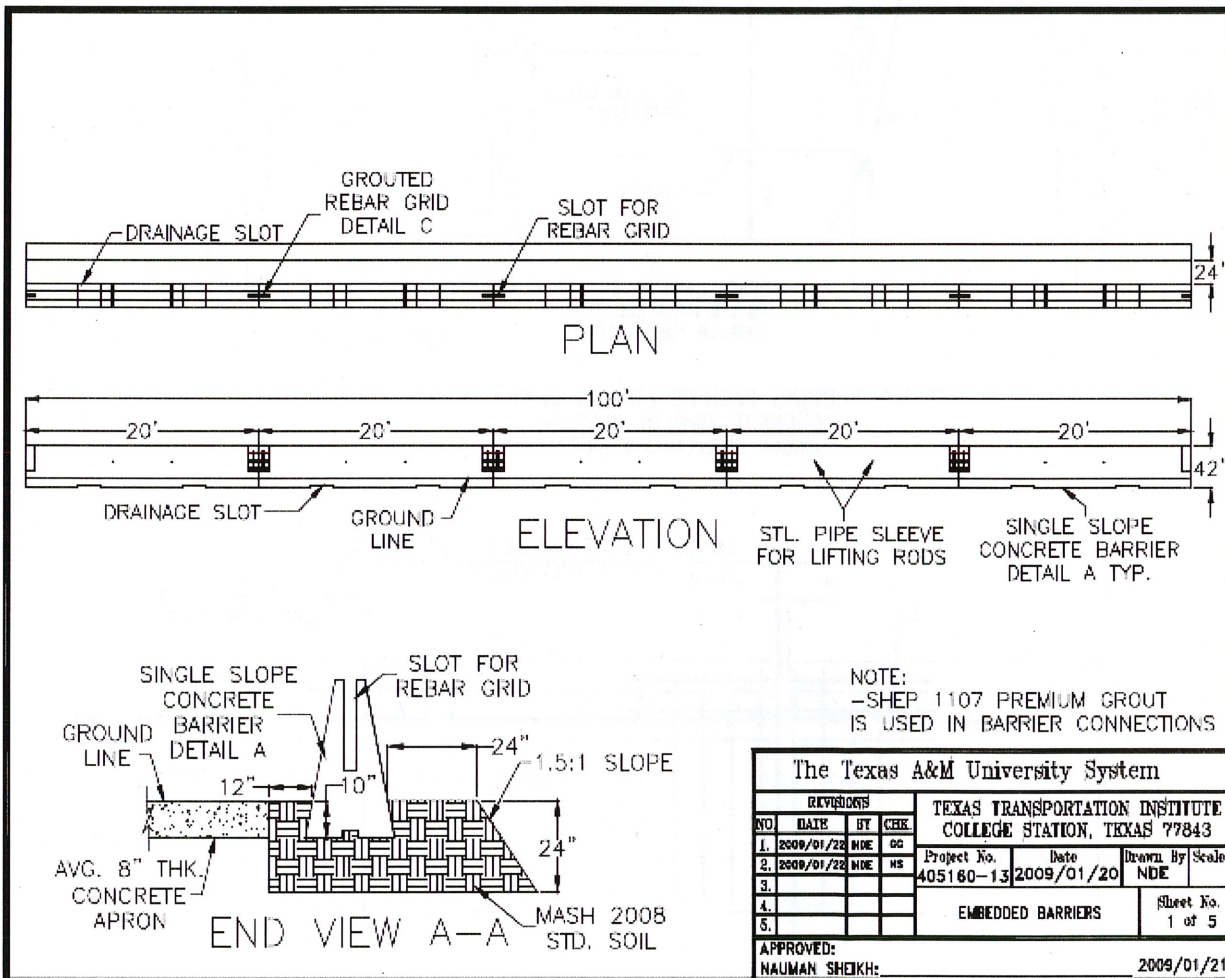 GROUTED
REBAR GRID
DETAIL C
SLOT FOR
REBAR GRID
DRAINAGE SLOT
24"
PLAN
100'
20'
20'
20'
20'
20'
42"
DRAINAGE SLOT
GROUND
LINE
ELEVATION
STL. PIPE SLEEVE
FOR LIFTING RODS
SINGLE SLOPE
CONCRETE BARRIER
DETAIL A TYP.
SINGLE SLOPE
CONCRETE
BARRIER
DETAIL A
SLOT FOR
REBAR GRID
GROUND
LINE
12"
10"
24"
1.5:1 SLOPE
24"
AVG. 8" THK.
CONCRETE
APRON
MASH 2008
STD. SOIL
END VIEW A-A
NOTE:
-SHEP 1107 PREMIUM GROUT
IS USED IN BARRIER CONNECTIONS
The Texas A&M University System
REVISIONS
NO DATE BY CHK
1. 2009/01/22 NDE GG
2. 2009/01/22 NDE NS
3.
4.
5.
TEXAS TRANSPORTATION INSTITUTE
COLLEGE STATION, TEXAS 77843
Project No. Date Drawn By Scale
405160-13 2009/01/20 NDE
EMBEDDED BARRIERS
Sheet No.
1 of 5
APPROVED:
NAUMAN SHEIKH: 2009/01/21